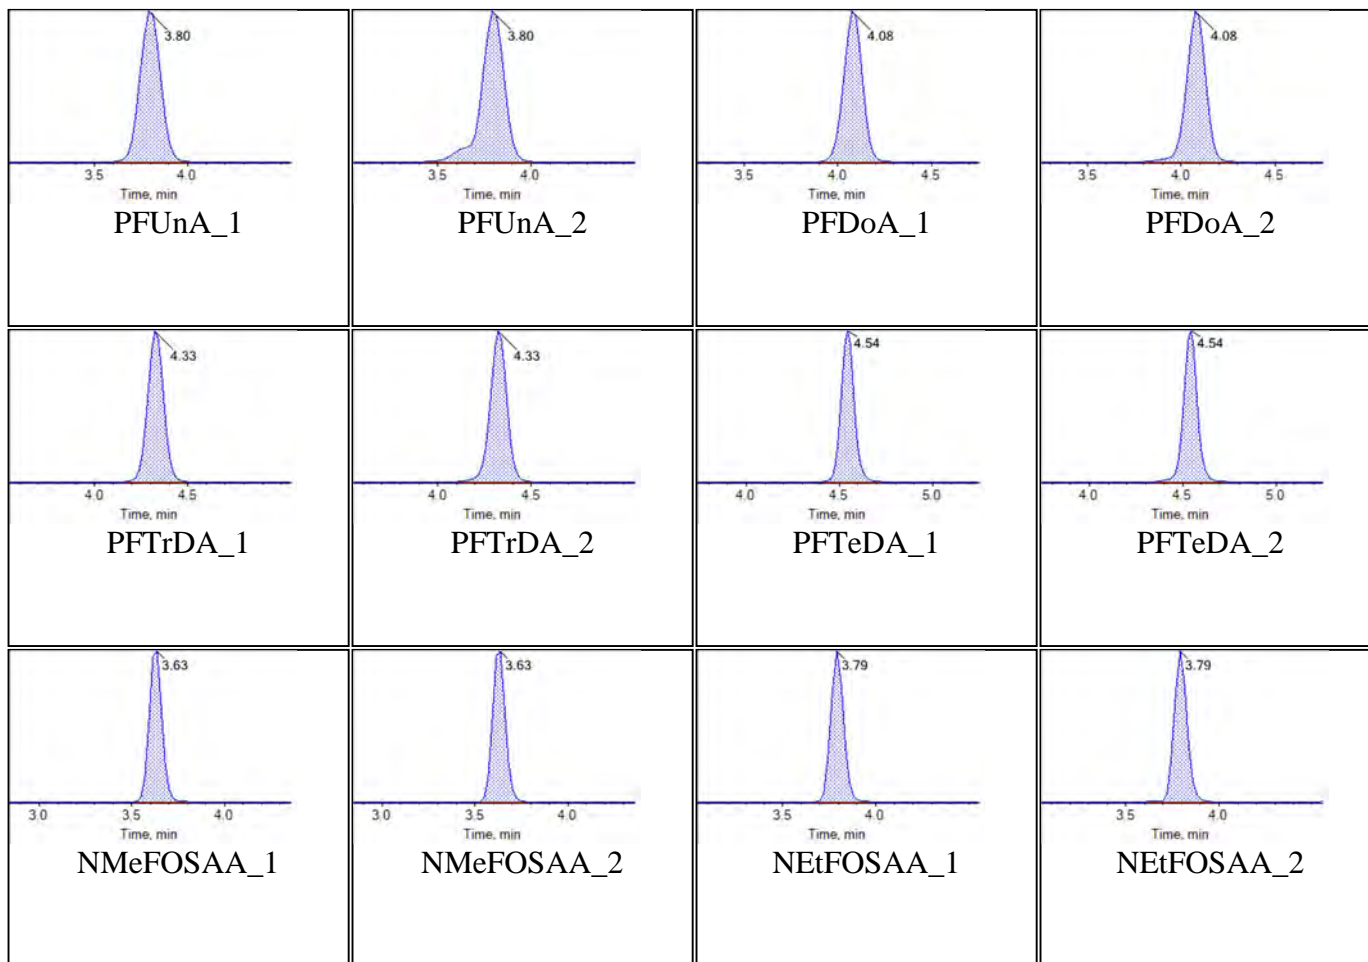 3.80
3.80
4.08
4.08
3.5 4.0
3.5 4.0
3.5 4.0 4.5
3.5 4.0 4.5
Time, min
Time, min
Time, min
Time, min
PFUnA_1
PFUnA_2
PFDoA_1
PFDoA_2
4.33
4.33
4.54
4.54
4.0 4.5
4.0 4.5
4.0 4.5 5.0
4.0 4.5 5.0
Time, min
Time, min
Time, min
Time, min
PFTrDA_1
PFTrDA_2
PFTeDA_1
PFTeDA_2
3.63
3.63
3.79
3.79
3.0 3.5 4.0
3.0 3.5 4.0
3.5 4.0
3.5 4.0
Time, min
Time, min
Time, min
Time, min
NMeFOSAA_1
NMeFOSAA_2
NEtFOSAA_1
NEtFOSAA_2